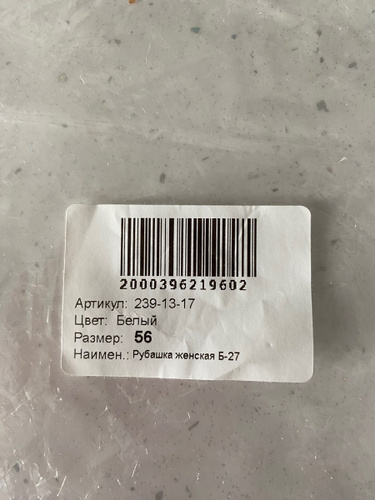 2000396219602
Артикул: 239-13-17
Цвет: Белый
Размер: 56
Наимен.: Рубашка женская Б-27